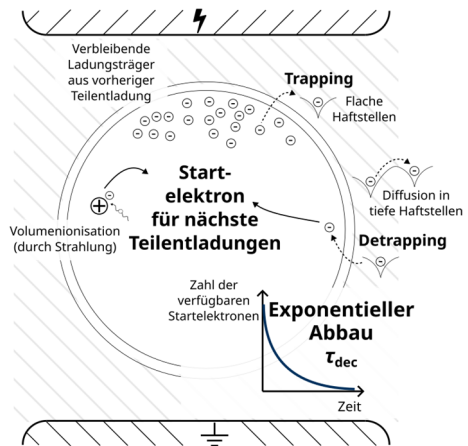 Verbleibende
Ladungsträger
aus vorheriger
Teilentladung
Trapping
Flache
Haftstellen
Start-
elektron
für nächste
Teilentladungen
Volumenionisation
(durch Strahlung)
Diffusion in
tiefe Haftstellen
Detrapping
Zahl der
verfügbaren
Startelektronen
Exponentieller
Abbau
τdec
Zeit